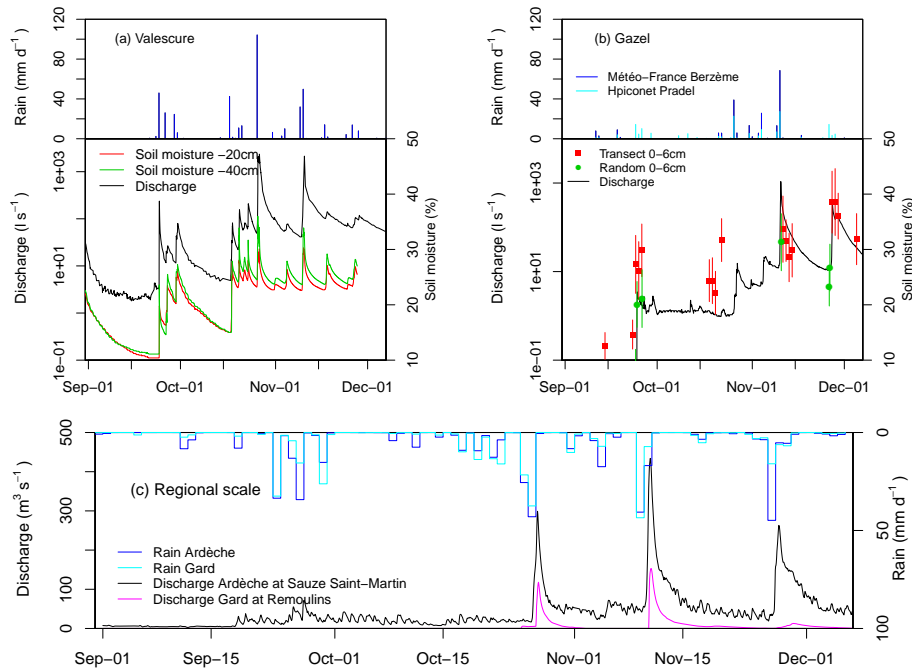 (a) Valescure
Rain (mm d⁻¹)
120
80
40
0
Soil moisture −20cm
Soil moisture −40cm
Discharge
Discharge (l s⁻¹)
1e+03
1e+01
1e−01
50
40
30
20
10
Soil moisture (%)
Sep−01 Oct−01 Nov−01 Dec−01
(b) Gazel
Rain (mm d⁻¹)
120
80
40
0
Météo−France Berzème
Hpiconet Pradel
Transect 0−6cm
Random 0−6cm
Discharge
Discharge (l s⁻¹)
1e+03
1e+01
1e−01
50
40
30
20
10
Soil moisture (%)
Sep−01 Oct−01 Nov−01 Dec−01
(c) Regional scale
Discharge (m³ s⁻¹)
500
300
100
0
Rain Ardèche
Rain Gard
Discharge Ardèche at Sauze Saint−Martin
Discharge Gard at Remoulins
0
50
100
Rain (mm d⁻¹)
Sep−01 Sep−15 Oct−01 Oct−15 Nov−01 Nov−15 Dec−01